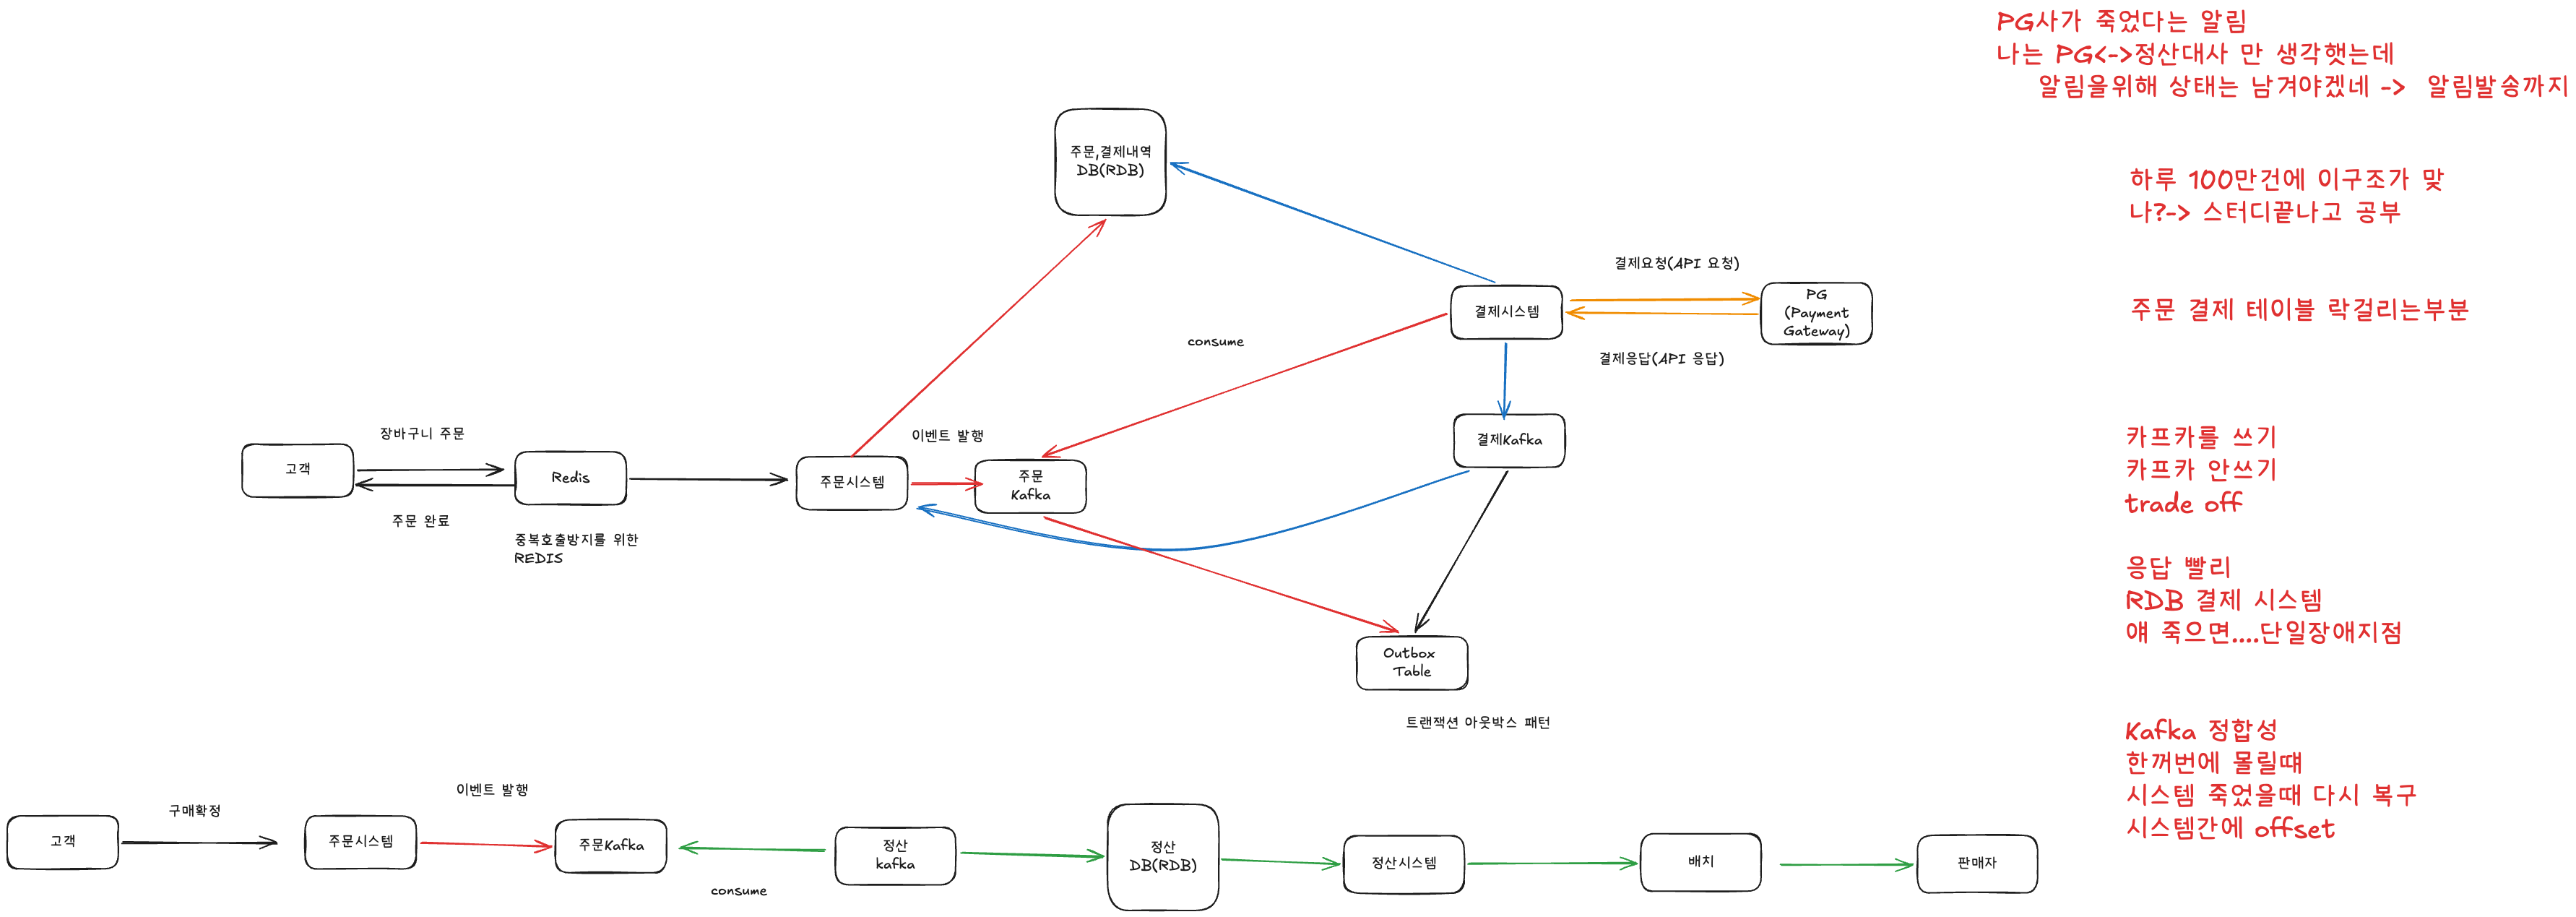 PG사가 죽었다는 알림
나는 PG<->정산대사 만 생각햇는데
알림을위해 상태는 남겨야겠네 -> 알림발송까지
주문,결제내역
DB(RDB)
하루 100만건에 이구조가 맞
나?-> 스터디끝나고 공부
결제요청(API 요청)
결제시스템
PG
(Payment
Gateway)
주문 결제 테이블 락걸리는부분
consume
결제응답(API 응답)
장바구니 주문
이벤트 발행
결제Kafka
카프카를 쓰기
카프카 안쓰기
trade off
고객
Redis
주문시스템
주문
Kafka
주문 완료
중복호출방지를 위한
REDIS
응답 빨리
RDB 결제 시스템
얘 죽으면....단일장애지점
Outbox
Table
트랜잭션 아웃박스 패턴
Kafka 정합성
한꺼번에 몰릴떄
시스템 죽었을때 다시 복구
시스템간에 offset
구매확정
이벤트 발행
고객
주문시스템
주문Kafka
정산
kafka
정산
DB(RDB)
정산시스템
배치
판매자
consume